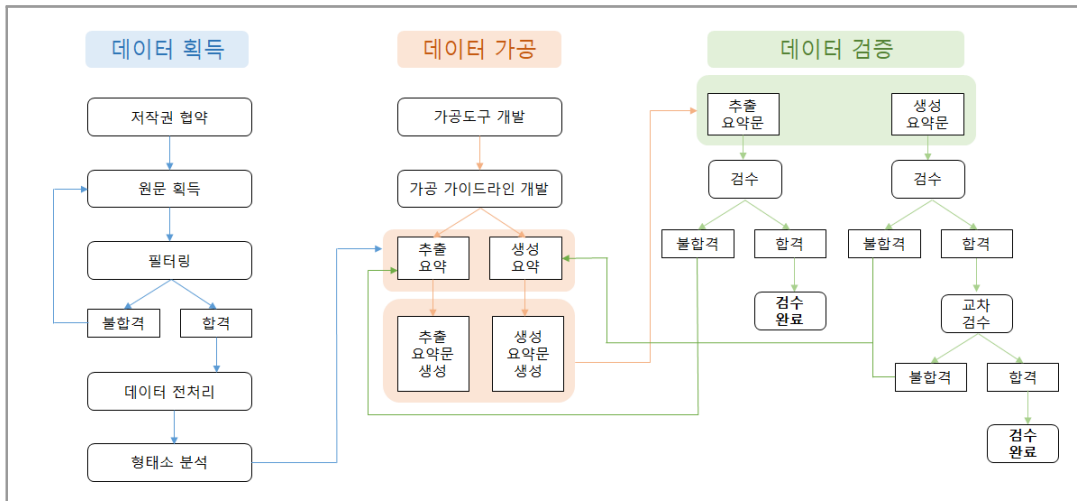 데이터 획득
저작권 협약
원문 획득
필터링
불합격
합격
데이터 전처리
형태소 분석
데이터 가공
가공도구 개발
가공 가이드라인 개발
추출
요약
생성
요약
추출
요약문
생성
생성
요약문
생성
데이터 검증
추출
요약문
생성
요약문
검수
검수
불합격
합격
불합격
합격
검수
완료
교차
검수
불합격
합격
검수
완료